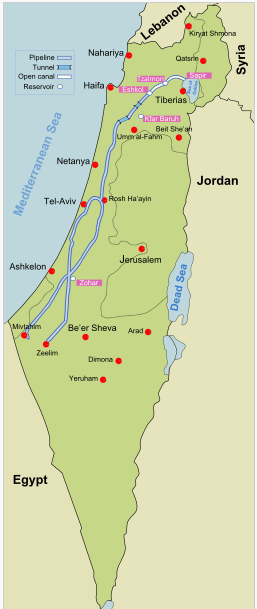 Lebanon
Syria
Kiryat Shmona
Nahariya
Qatsrin
Pipeline
Tunnel
Open canal
Reservoir
Haifa
Eshkol
Tzalmon
Sapir
Tiberias
Kfar Baruh
Umm al-Fahm
Beit She'an
Mediterranean Sea
Netanya
Jordan
Tel-Aviv
Rosh Ha'ayin
Jerusalem
Ashkelon
Zohar
Dead Sea
Mivtahim
Be'er Sheva
Arad
Zeelim
Dimona
Yeruham
Egypt